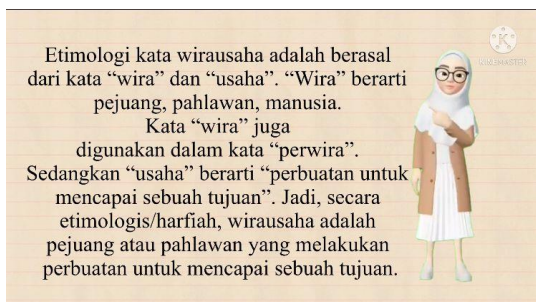 Etimologi kata wirausaha adalah berasal
dari kata “wira” dan “usaha”. “Wira” berarti
pejuang, pahlawan, manusia.
Kata “wira” juga
digunakan dalam kata “perwira”.
Sedangkan “usaha” berarti “perbuatan untuk
mencapai sebuah tujuan”. Jadi, secara
etimologis/harfiah, wirausaha adalah
pejuang atau pahlawan yang melakukan
perbuatan untuk mencapai sebuah tujuan.